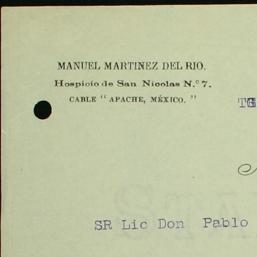 MANUEL MARTINEZ DEL RIO.
Hospicio de San Nicolas N.º 7.
CABLE "APACHE, MÉXICO."
SR Lic Don Pablo